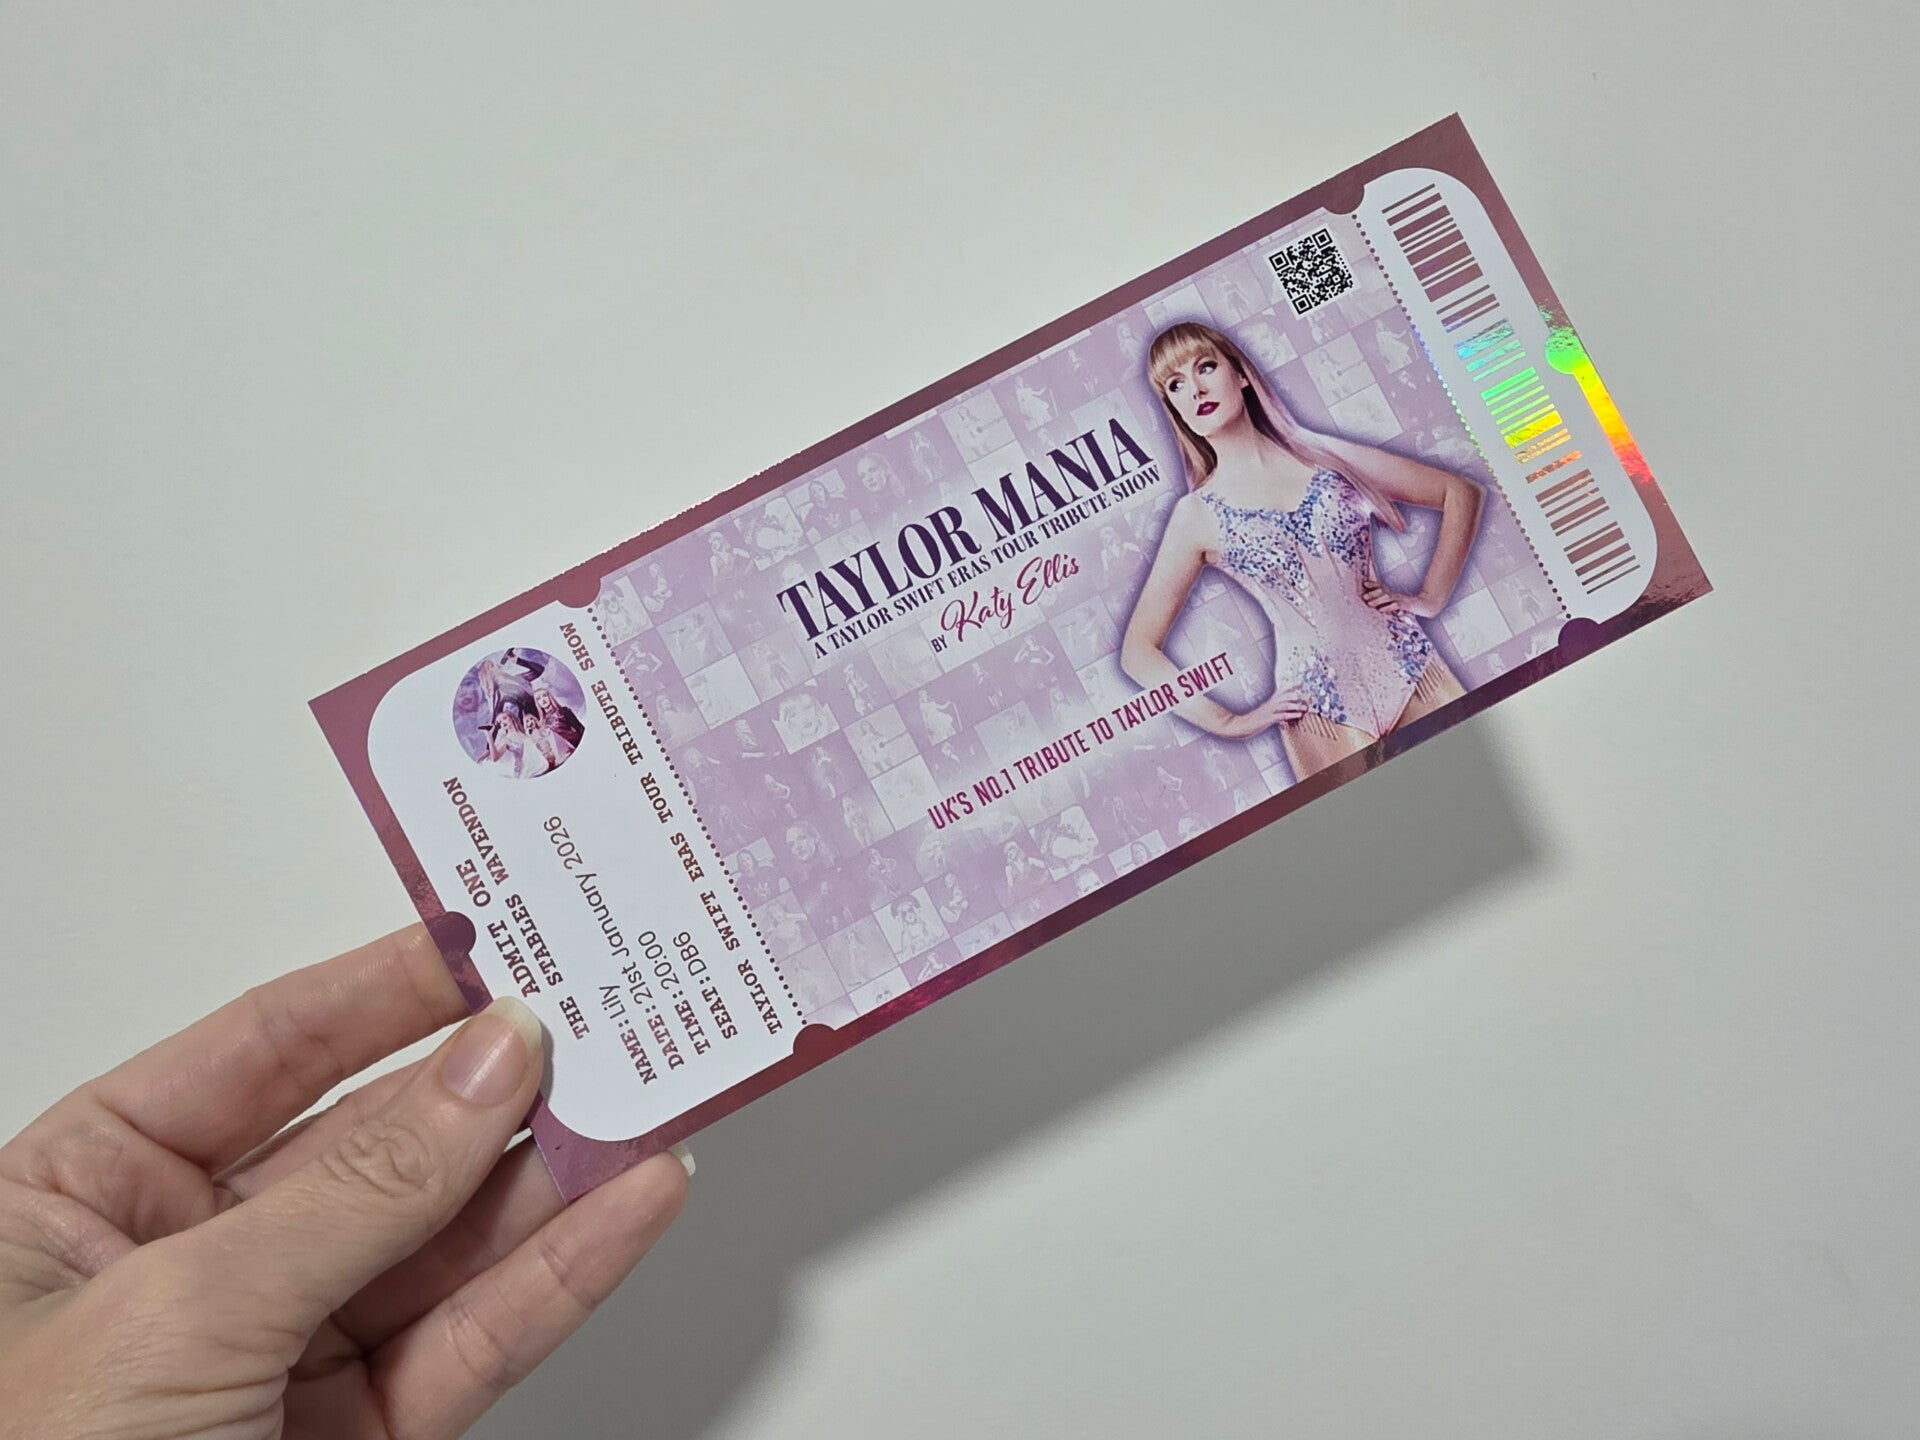 ADMIT ONE
THE STABLES WAVENDON
NAME: Lily
DATE: 21st January 2026
TIME: 20:00
SEAT: DB6
TAYLOR SWIFT ERAS TOUR TRIBUTE SHOW
TAYLOR MANIA
A TAYLOR SWIFT ERAS TOUR TRIBUTE SHOW
BY Katy Ellis
UK'S NO.1 TRIBUTE TO TAYLOR SWIFT